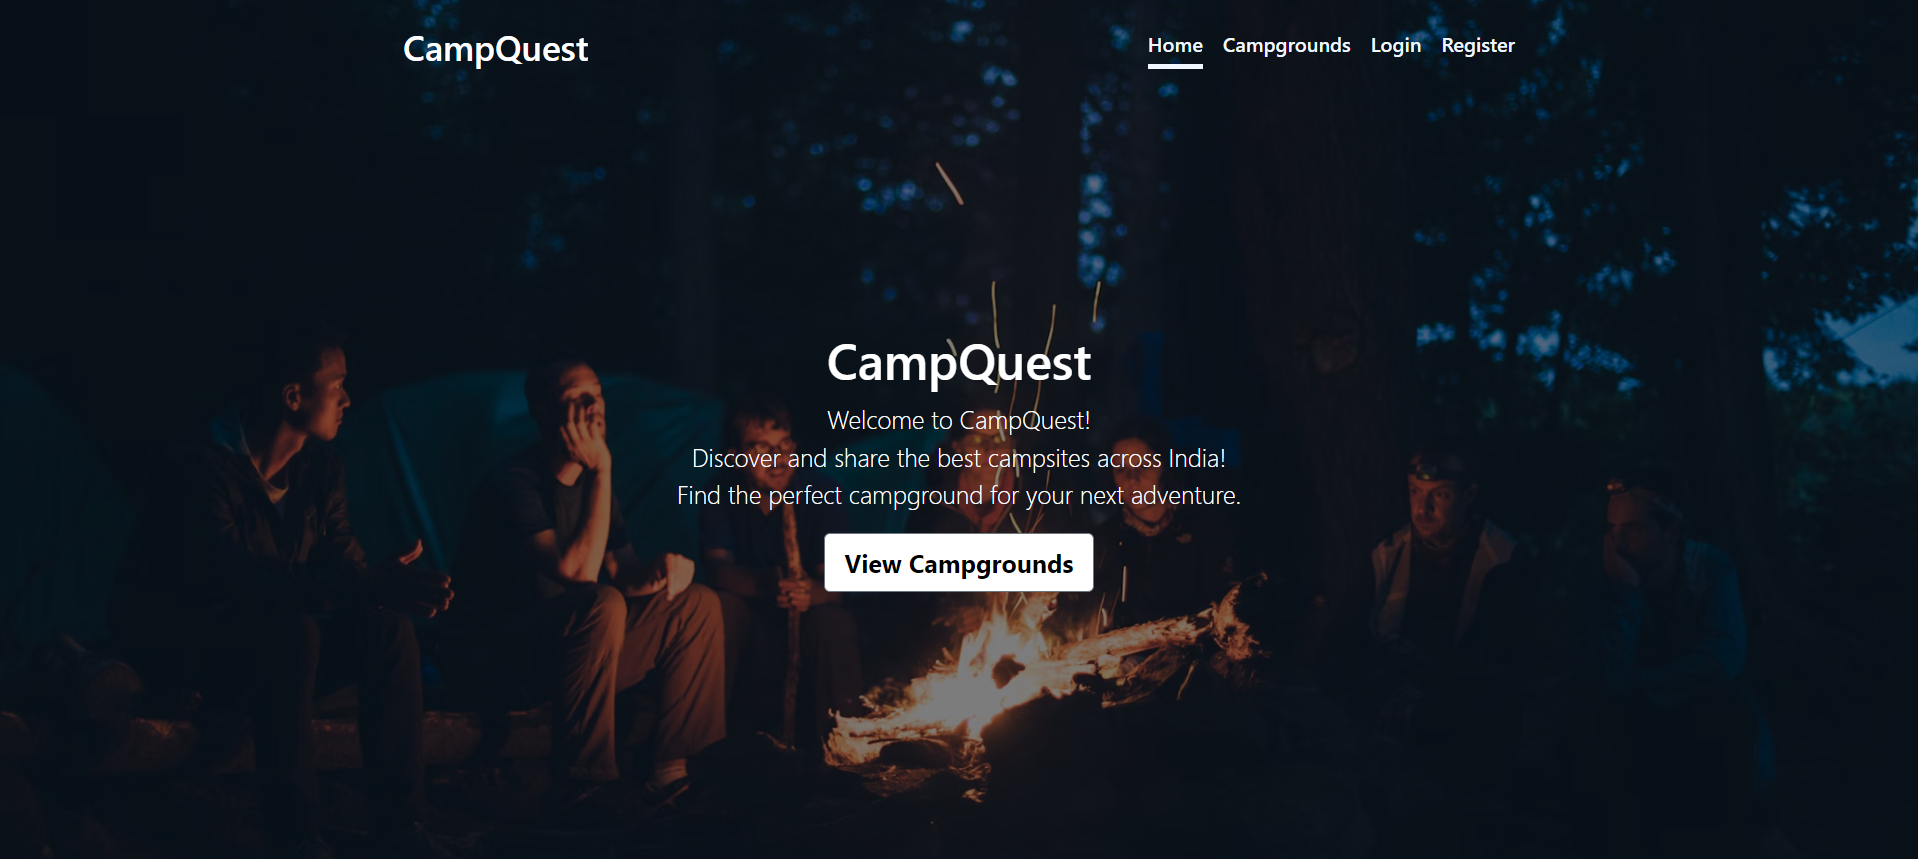 CampQuest
Home Campgrounds Login Register
CampQuest
Welcome to CampQuest!
Discover and share the best campsites across India!
Find the perfect campground for your next adventure.
View Campgrounds